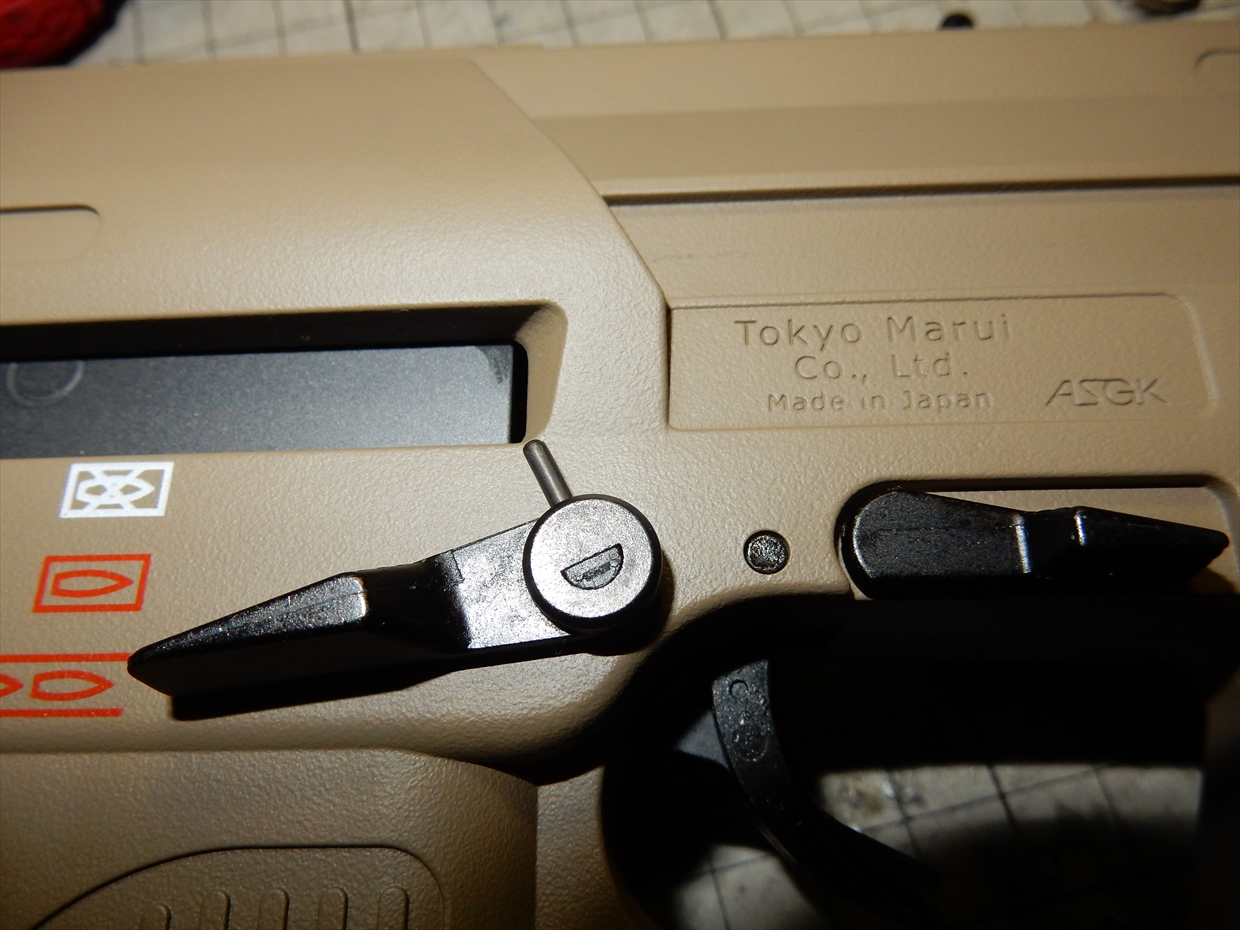 Tokyo Marui
Co., Ltd.
Made in Japan
ASGK